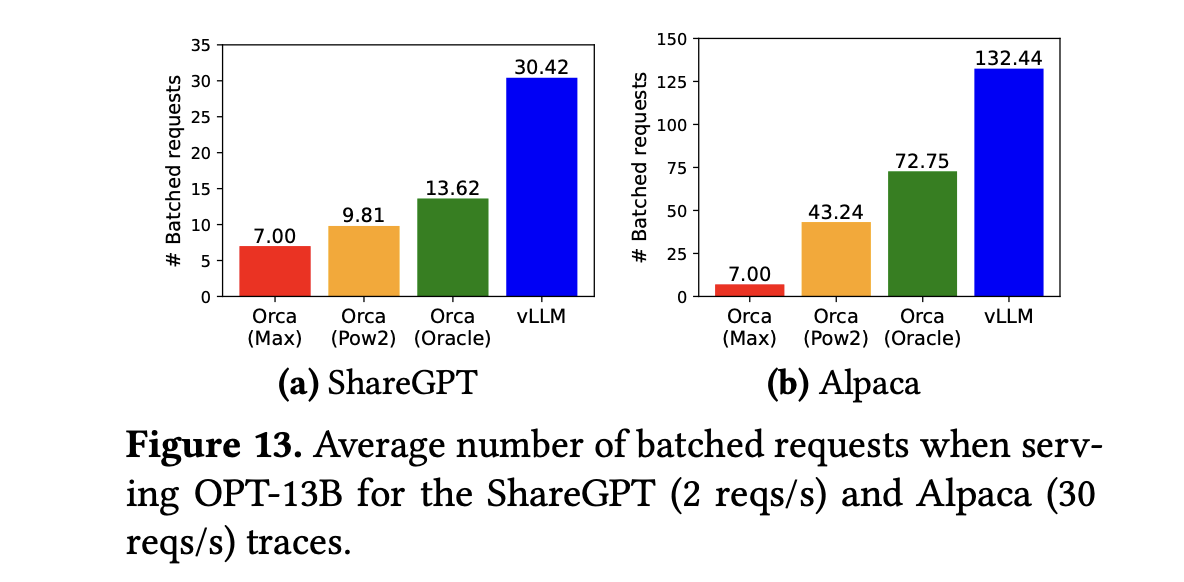 # Batched requests
35
30
25
20
15
10
5
0
7.00
9.81
13.62
30.42
Orca
(Max)
Orca
(Pow2)
Orca
(Oracle)
vLLM
(a) ShareGPT
# Batched requests
150
125
100
75
50
25
0
7.00
43.24
72.75
132.44
Orca
(Max)
Orca
(Pow2)
Orca
(Oracle)
vLLM
(b) Alpaca
Figure 13. Average number of batched requests when serv-
ing OPT-13B for the ShareGPT (2 reqs/s) and Alpaca (30
reqs/s) traces.